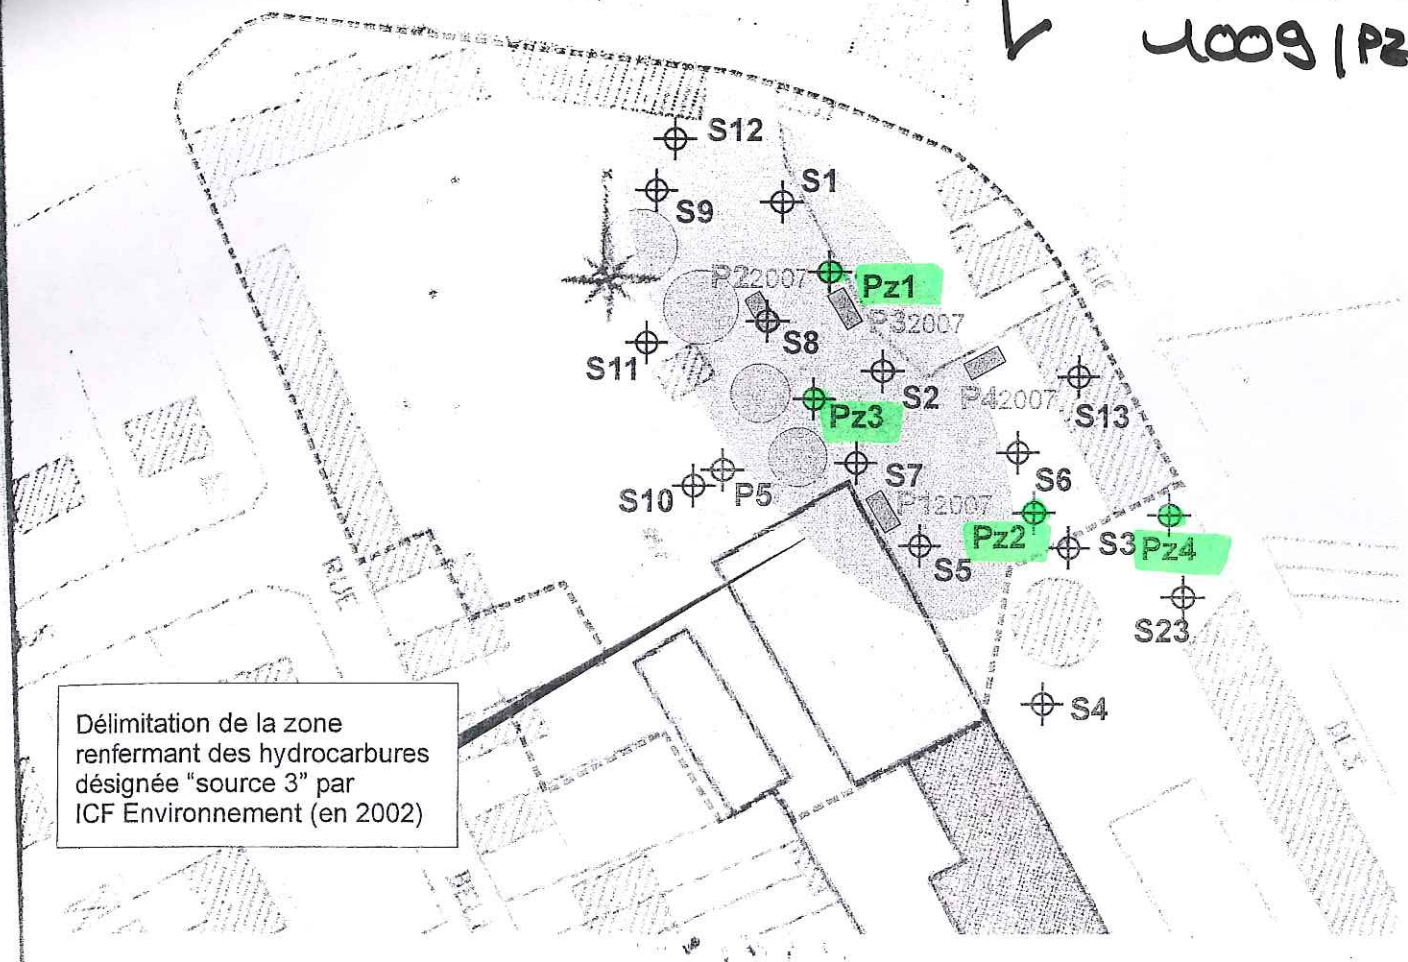 1009 | PZ
S12
S1
S9
P22007
Pz1
P32007
S8
S11
S2
P42007
S13
Pz3
S7
S6
S10
P5
P12007
Pz2
S3
Pz4
S5
RUE
S23
S4
Délimitation de la zone
renfermant des hydrocarbures
désignée “source 3” par
ICF Environnement (en 2002)